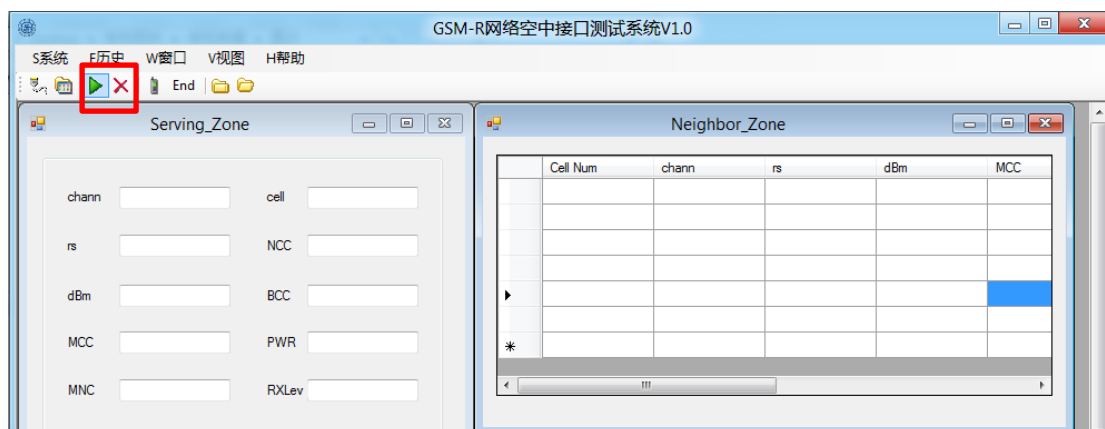 GSM-R网络空中接口测试系统V1.0
S系统 F历史 W窗口 V视图 H帮助
End
Serving_Zone
chann cell
rs NCC
dBm BCC
MCC PWR
MNC RXLev
Neighbor_Zone
Cell Num chann rs dBm MCC